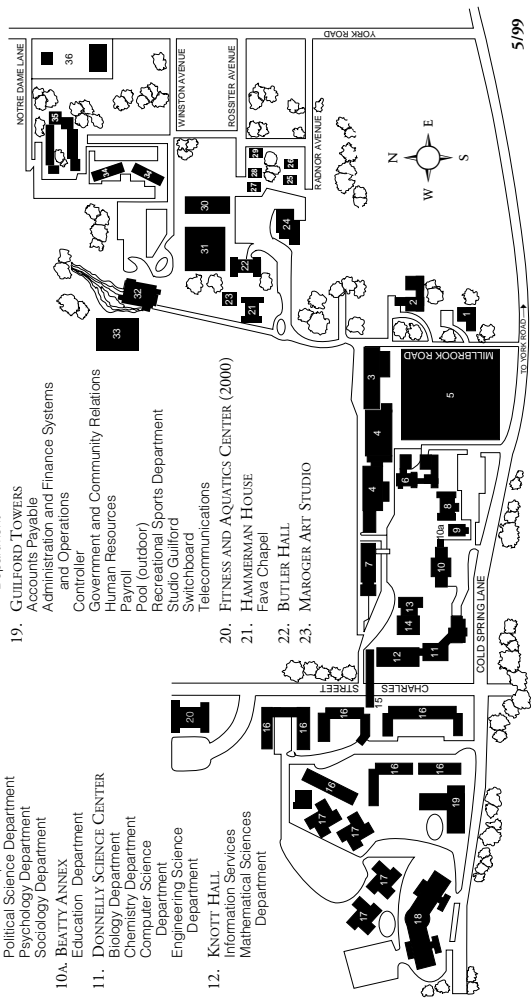 Political Science Department
Psychology Department
Sociology Department
10A. BEATTY ANNEX
Education Department
11. DONNELLY SCIENCE CENTER
Biology Department
Chemistry Department
Computer Science
Department
Engineering Science
Department
12. KNOTT HALL
Information Services
Mathematical Sciences
Department
19. GUILFORD TOWERS
Accounts Payable
Administration and Finance Systems
and Operations
Controller
Government and Community Relations
Human Resources
Payroll
Pool (outdoor)
Recreational Sports Department
Studio Guilford
Switchboard
Telecommunications
20. FITNESS AND AQUATICS CENTER (2000)
21. HAMMERMAN HOUSE
Fava Chapel
22. BUTLER HALL
23. MAROGER ART STUDIO
NOTRE DAME LANE
WINSTON AVENUE
ROSSITER AVENUE
RADNOR AVENUE
YORK ROAD
N
E
S
W
MILLBROOK ROAD
TO YORK ROAD
COLD SPRING LANE
CHARLES
STREET
36
35
34
34
33
32
31
30
29
28
27
26
25
24
23
22
21
20
19
18
17
17
17
17
16
16
16
16
16
16
16
15
14
13
12
11
10
10a
9
8
7
6
5
4
4
3
2
1
5/99